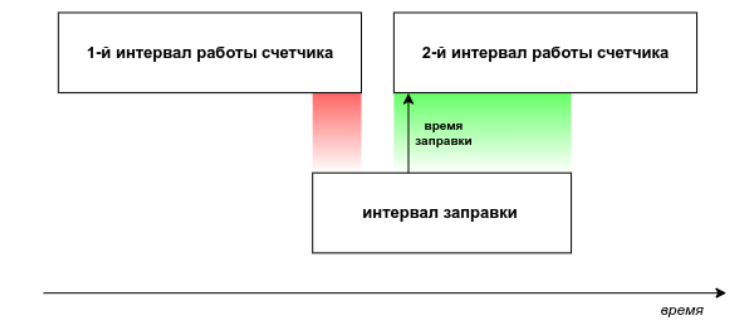 1-й интервал работы счетчика
2-й интервал работы счетчика
время
заправки
интервал заправки
время